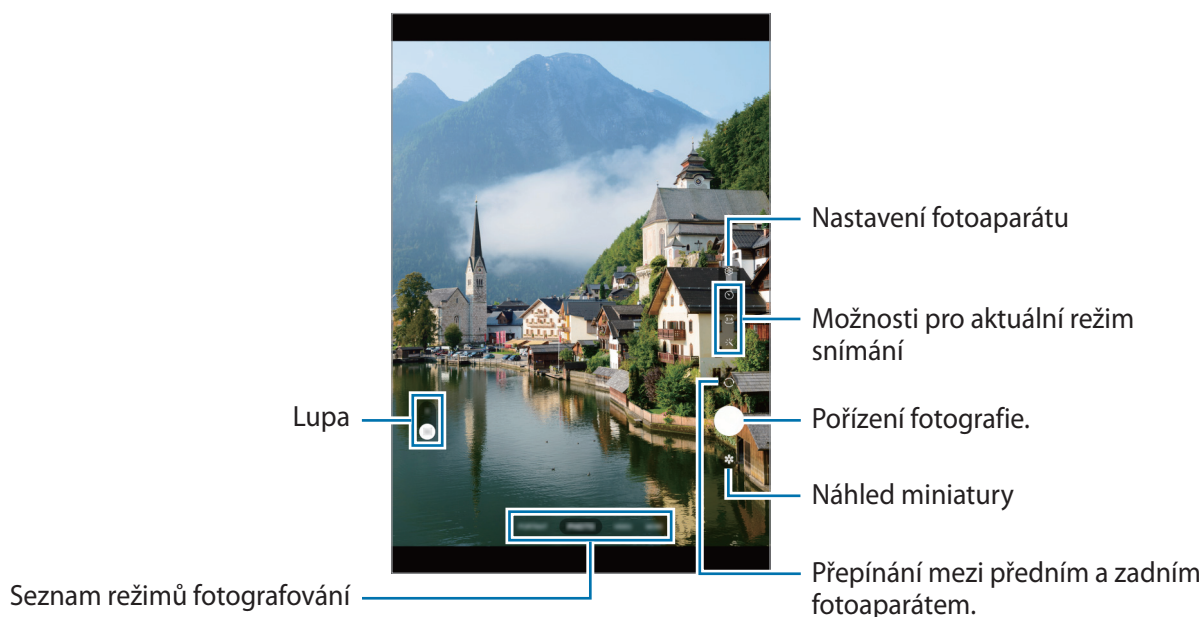 Nastavení fotoaparátu
Možnosti pro aktuální režim
snímání
Lupa
Pořízení fotografie.
Náhled miniatury
Přepínání mezi předním a zadním
fotoaparátem.
Seznam režimů fotografování